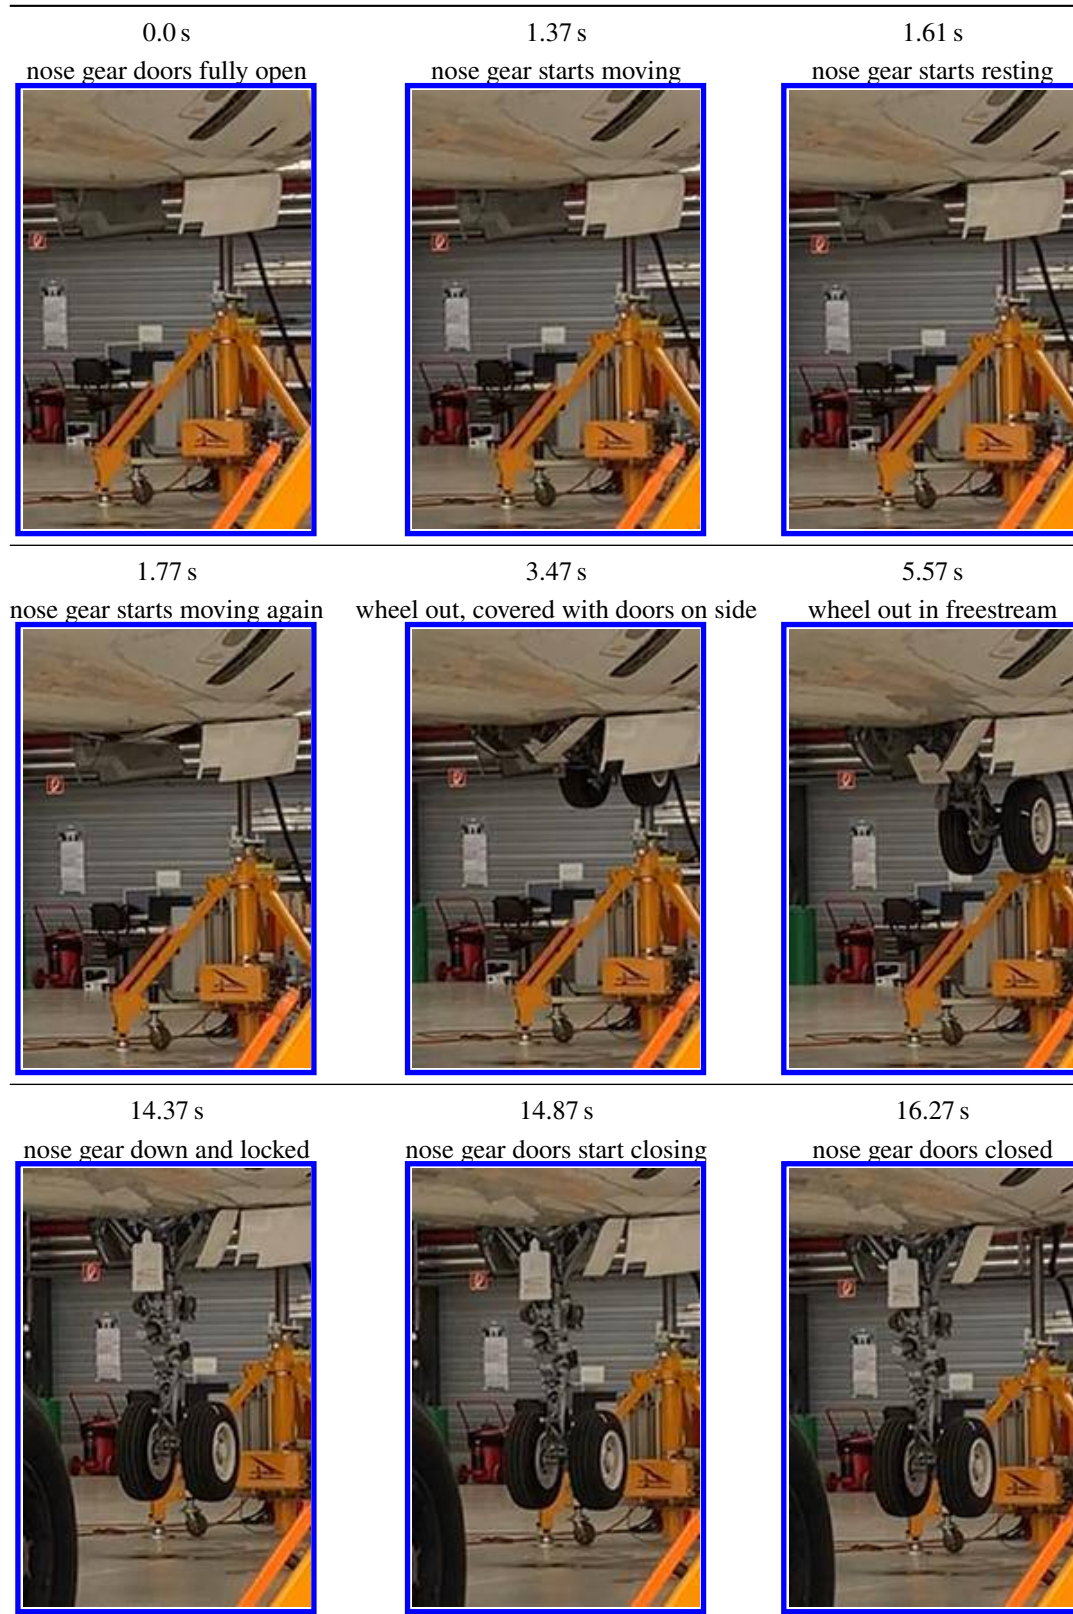 0.0 s
1.37 s
1.61 s
nose gear doors fully open
nose gear starts moving
nose gear starts resting
1.77 s
3.47 s
5.57 s
nose gear starts moving again
wheel out, covered with doors on side
wheel out in freestream
14.37 s
14.87 s
16.27 s
nose gear down and locked
nose gear doors start closing
nose gear doors closed